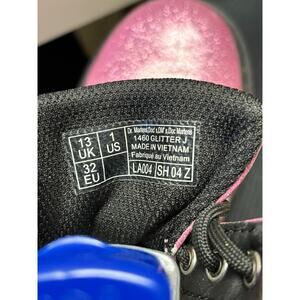 13 UK
1 US
32 EU
Dr. Martens,Doc's,DM's,Doc Martens
1460 GLITTER J
MADE IN VIETNAM
Fabriqué au Vietnam
LA004 SH 04 Z